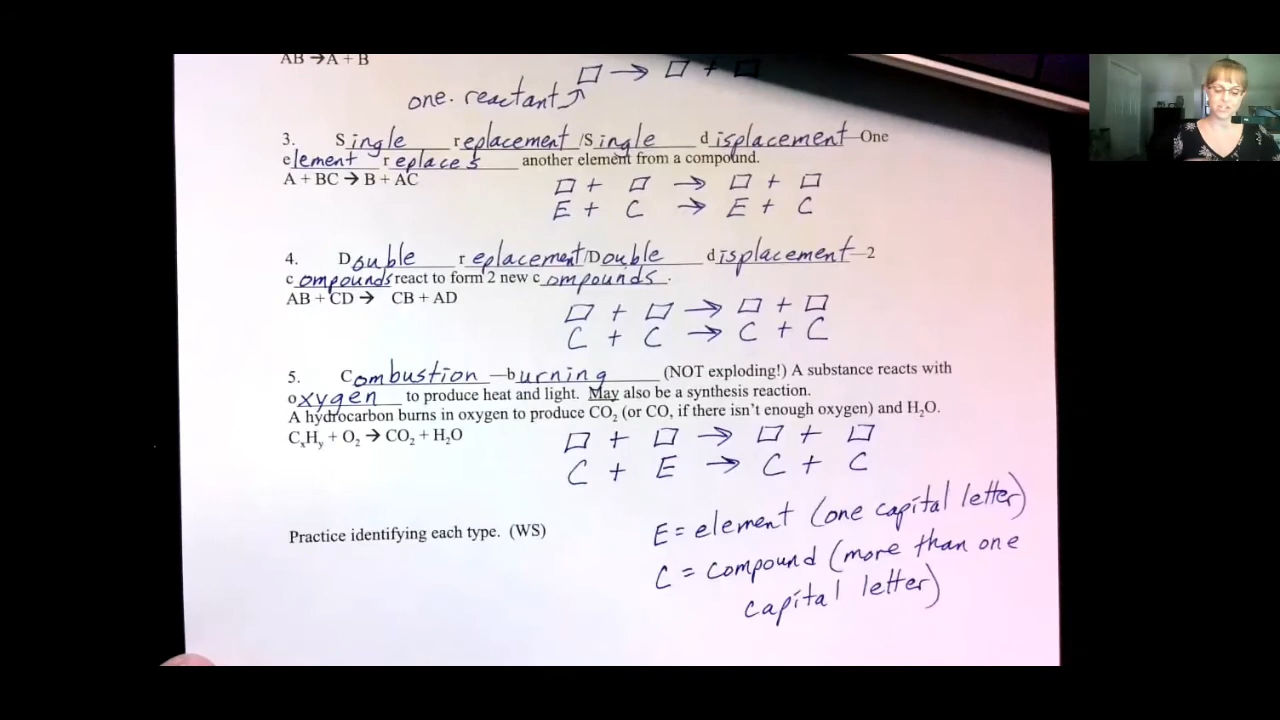 AB → A + B
□ → □ + □
one. reactant ↗
3. Single replacement /Single displacement – One
element replaces another element from a compound.
A + BC → B + AC
□ + □ → □ + □
E + C → E + C
4. Double replacement/Double displacement – 2
compounds react to form 2 new compounds.
AB + CD → CB + AD
□ + □ → □ + □
C + C → C + C
5. Combustion – burning (NOT exploding!) A substance reacts with
oxygen to produce heat and light. May also be a synthesis reaction.
A hydrocarbon burns in oxygen to produce CO₂ (or CO, if there isn't enough oxygen) and H₂O.
CₓHᵧ + O₂ → CO₂ + H₂O
□ + □ → □ + □
C + E → C + C
E = element (one capital letter)
Practice identifying each type. (WS)
C = compound (more than one
capital letter)